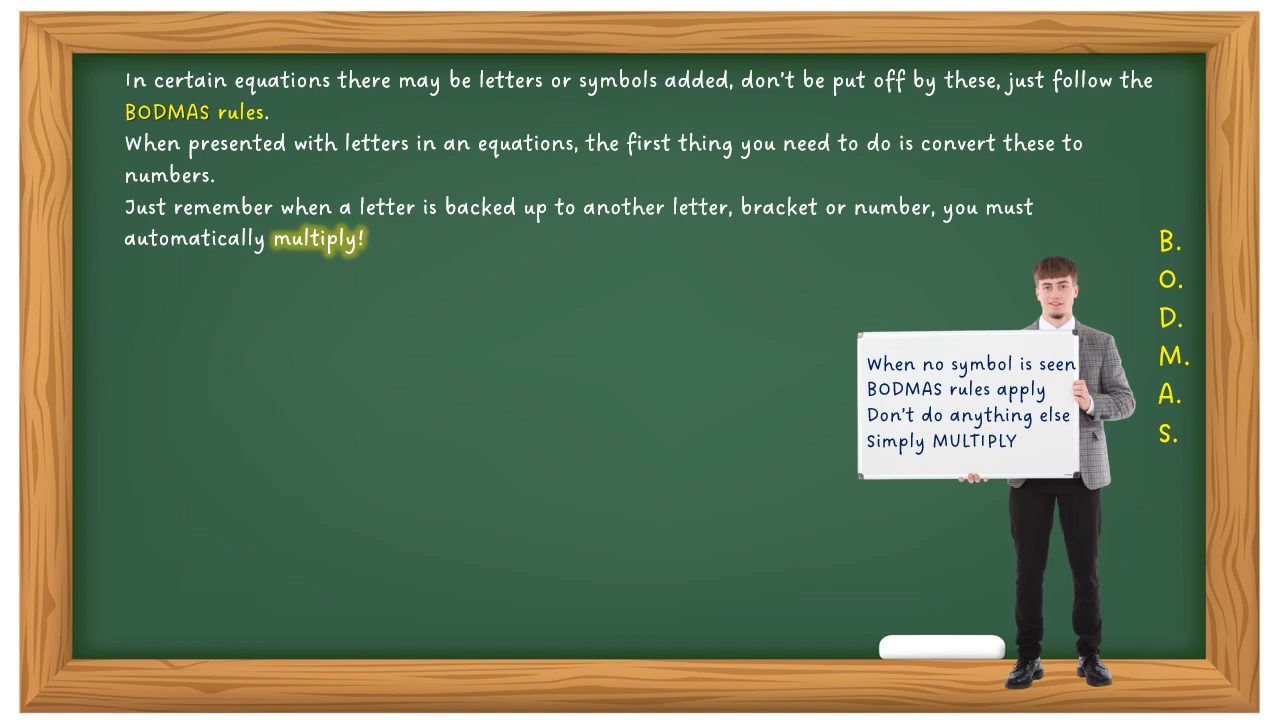 In certain equations there may be letters or symbols added, don't be put off by these, just follow the
BODMAS rules.
When presented with letters in an equations, the first thing you need to do is convert these to
numbers.
Just remember when a letter is backed up to another letter, bracket or number, you must
automatically multiply!
B.
O.
D.
M.
A.
S.
When no symbol is seen
BODMAS rules apply
Don't do anything else
Simply MULTIPLY